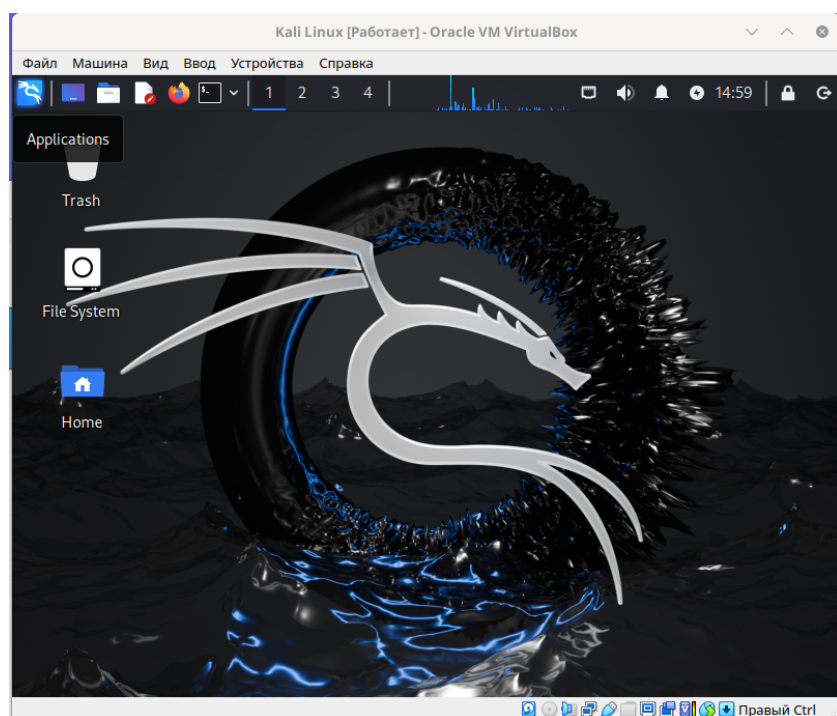 Kali Linux [Работает] - Oracle VM VirtualBox
Файл Машина Вид Ввод Устройства Справка
1 2 3 4 14:59
Applications
Trash
File System
Home
Правый Ctrl